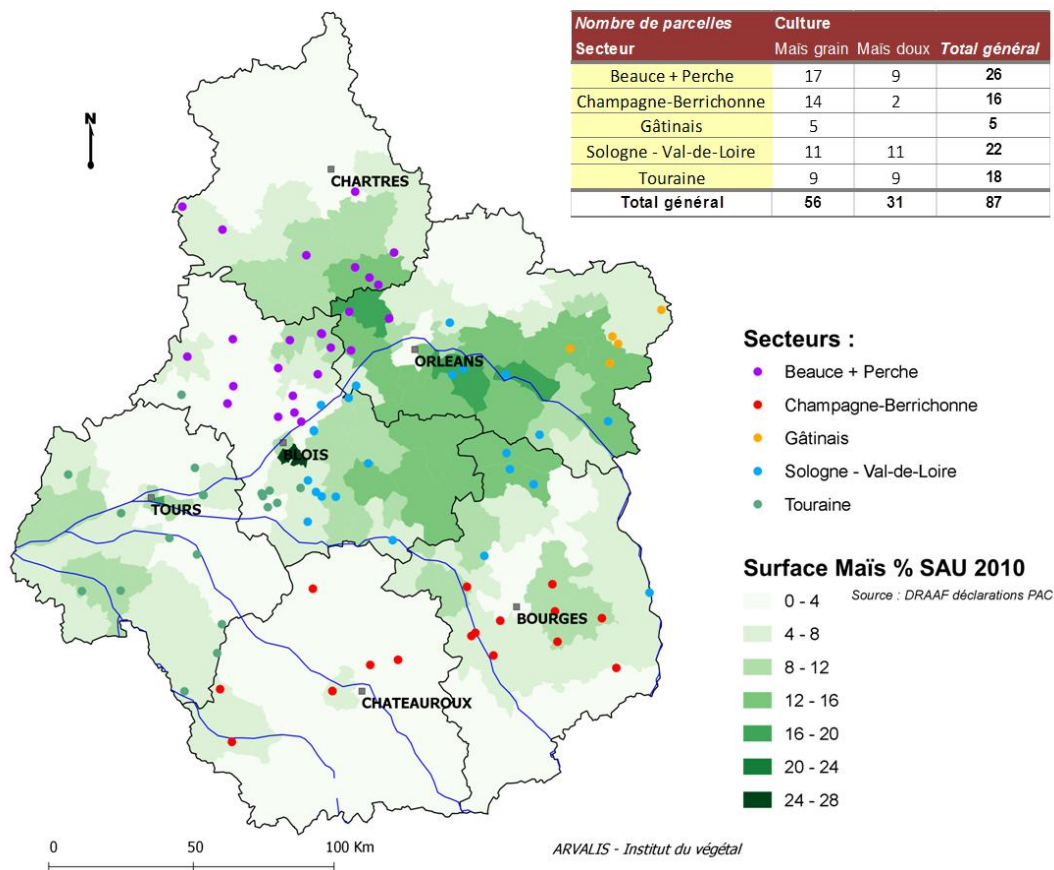 Nombre de parcelles Culture
Secteur Maïs grain Maïs doux Total général
Beauce + Perche 17 9 26
Champagne-Berrichonne 14 2 16
Gâtinais 5 5
Sologne - Val-de-Loire 11 11 22
Touraine 9 9 18
Total général 56 31 87
N
CHARTRES
ORLEANS
BLOIS
TOURS
BOURGES
CHATEAUROUX
Secteurs :
Beauce + Perche
Champagne-Berrichonne
Gâtinais
Sologne - Val-de-Loire
Touraine
Surface Maïs % SAU 2010
Source : DRAAF déclarations PAC
0 - 4
4 - 8
8 - 12
12 - 16
16 - 20
20 - 24
24 - 28
0 50 100 Km
ARVALIS - Institut du végétal